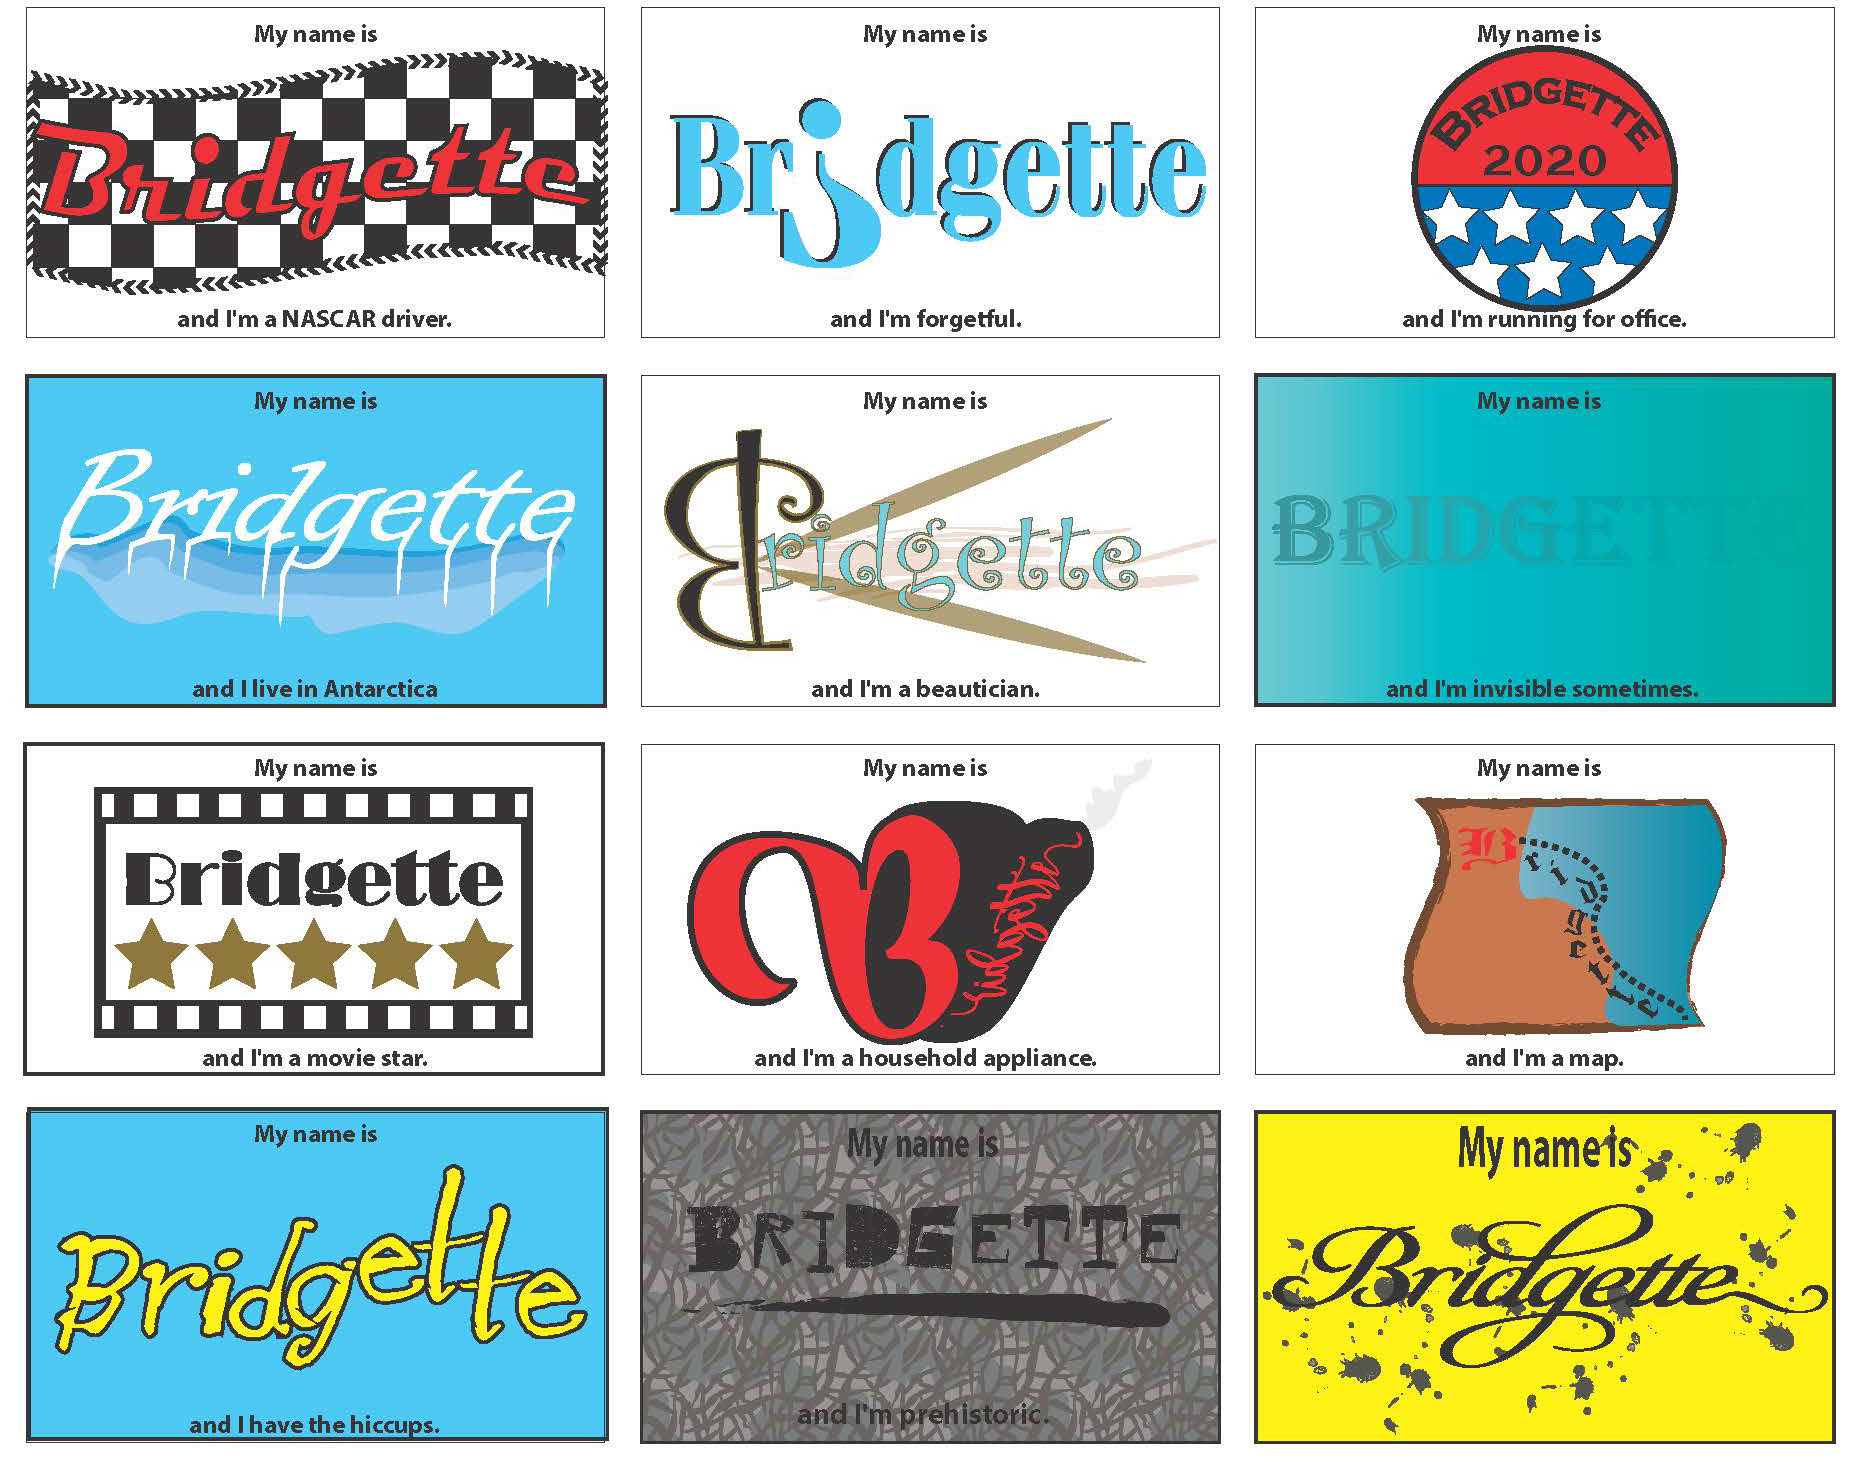 My name is
Bridgette
and I'm a NASCAR driver.
My name is
Bridgette
and I'm forgetful.
My name is
BRIDGETTE
2020
and I'm running for office.
My name is
Bridgette
and I live in Antarctica
My name is
Bridgette
and I'm a beautician.
My name is
BRIDGETTE
and I'm invisible sometimes.
My name is
Bridgette
and I'm a movie star.
My name is
Bridgette
and I'm a household appliance.
My name is
Bridgette
and I'm a map.
My name is
Bridgette
and I have the hiccups.
My name is
BRIDGETTE
and I'm prehistoric.
My name is
Bridgette